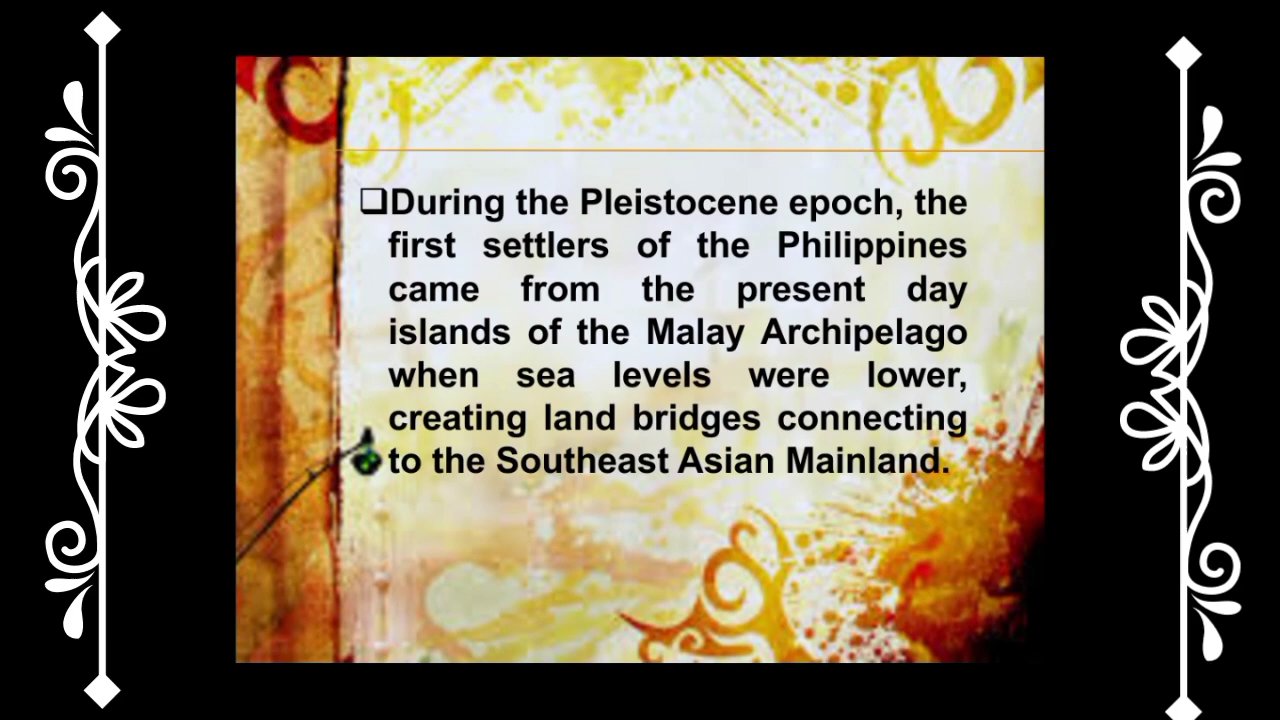 ❑During the Pleistocene epoch, the
first settlers of the Philippines
came from the present day
islands of the Malay Archipelago
when sea levels were lower,
creating land bridges connecting
to the Southeast Asian Mainland.